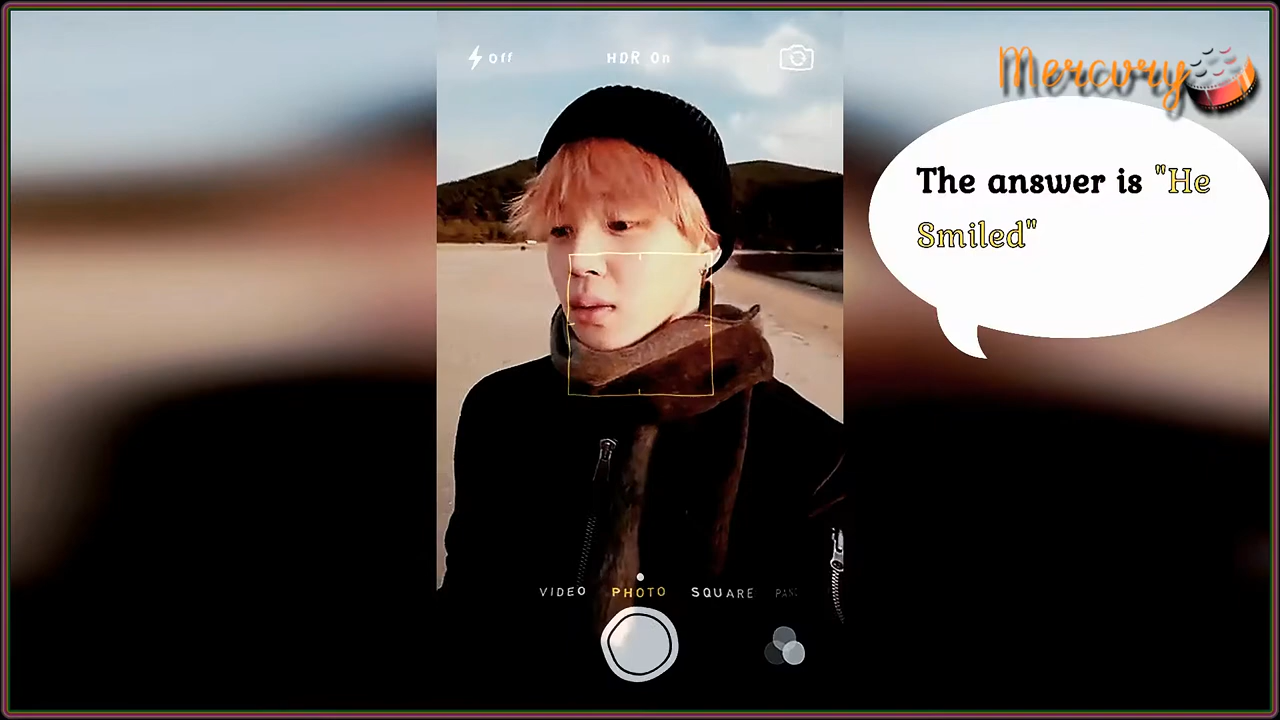 Off
HDR On
Mercury
The answer is "He
Smiled"
VIDEO PHOTO SQUARE